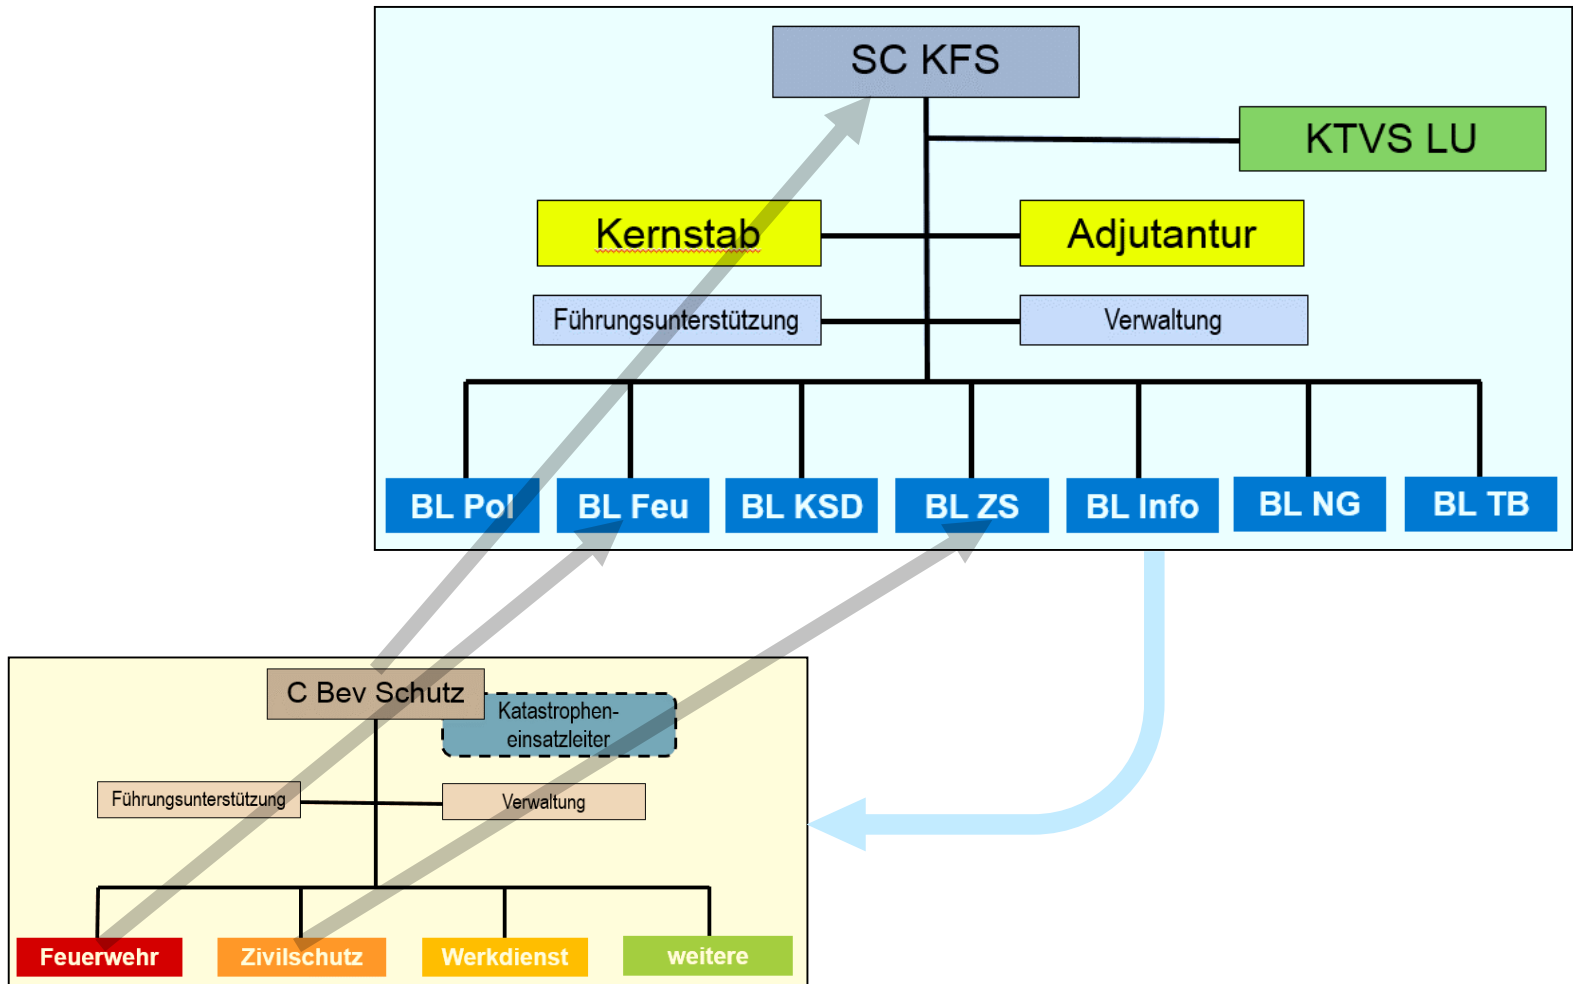 SC KFS
KTVS LU
Kernstab
Adjutantur
Führungsunterstützung
Verwaltung
BL Pol
BL Feu
BL KSD
BL ZS
BL Info
BL NG
BL TB
C Bev Schutz
Katastrophen-
einsatzleiter
Führungsunterstützung
Verwaltung
Feuerwehr
Zivilschutz
Werkdienst
weitere